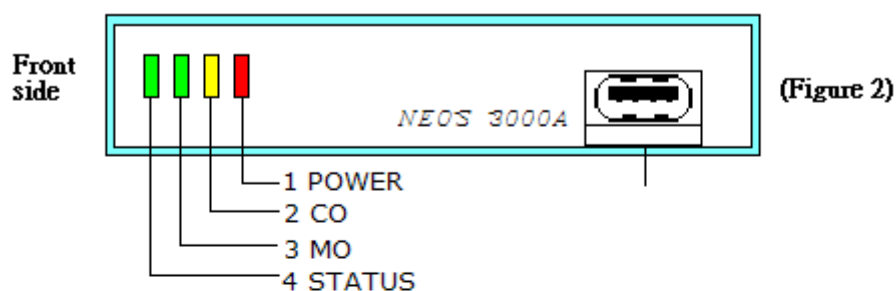 Front
side
(Figure 2)
NEOS 3000A
1 POWER
2 CO
3 MO
4 STATUS